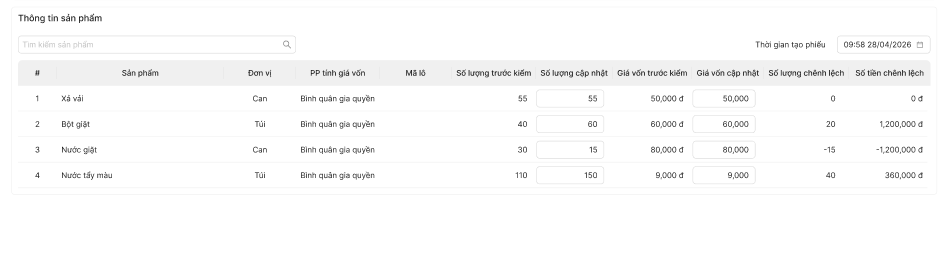 Thông tin sản phẩm
Tìm kiếm sản phẩm
Thời gian tạo phiếu 09:58 28/04/2026
# Sản phẩm Đơn vị PP tính giá vốn Mã lô Số lượng trước kiểm Số lượng cập nhật Giá vốn trước kiểm Giá vốn cập nhật Số lượng chênh lệch Số tiền chênh lệch
1 Xả vải Can Bình quân gia quyền 55 55 50,000 đ 50,000 0 0 đ
2 Bột giặt Túi Bình quân gia quyền 40 60 60,000 đ 60,000 20 1,200,000 đ
3 Nước giặt Can Bình quân gia quyền 30 15 80,000 đ 80,000 -15 -1,200,000 đ
4 Nước tẩy màu Túi Bình quân gia quyền 110 150 9,000 đ 9,000 40 360,000 đ